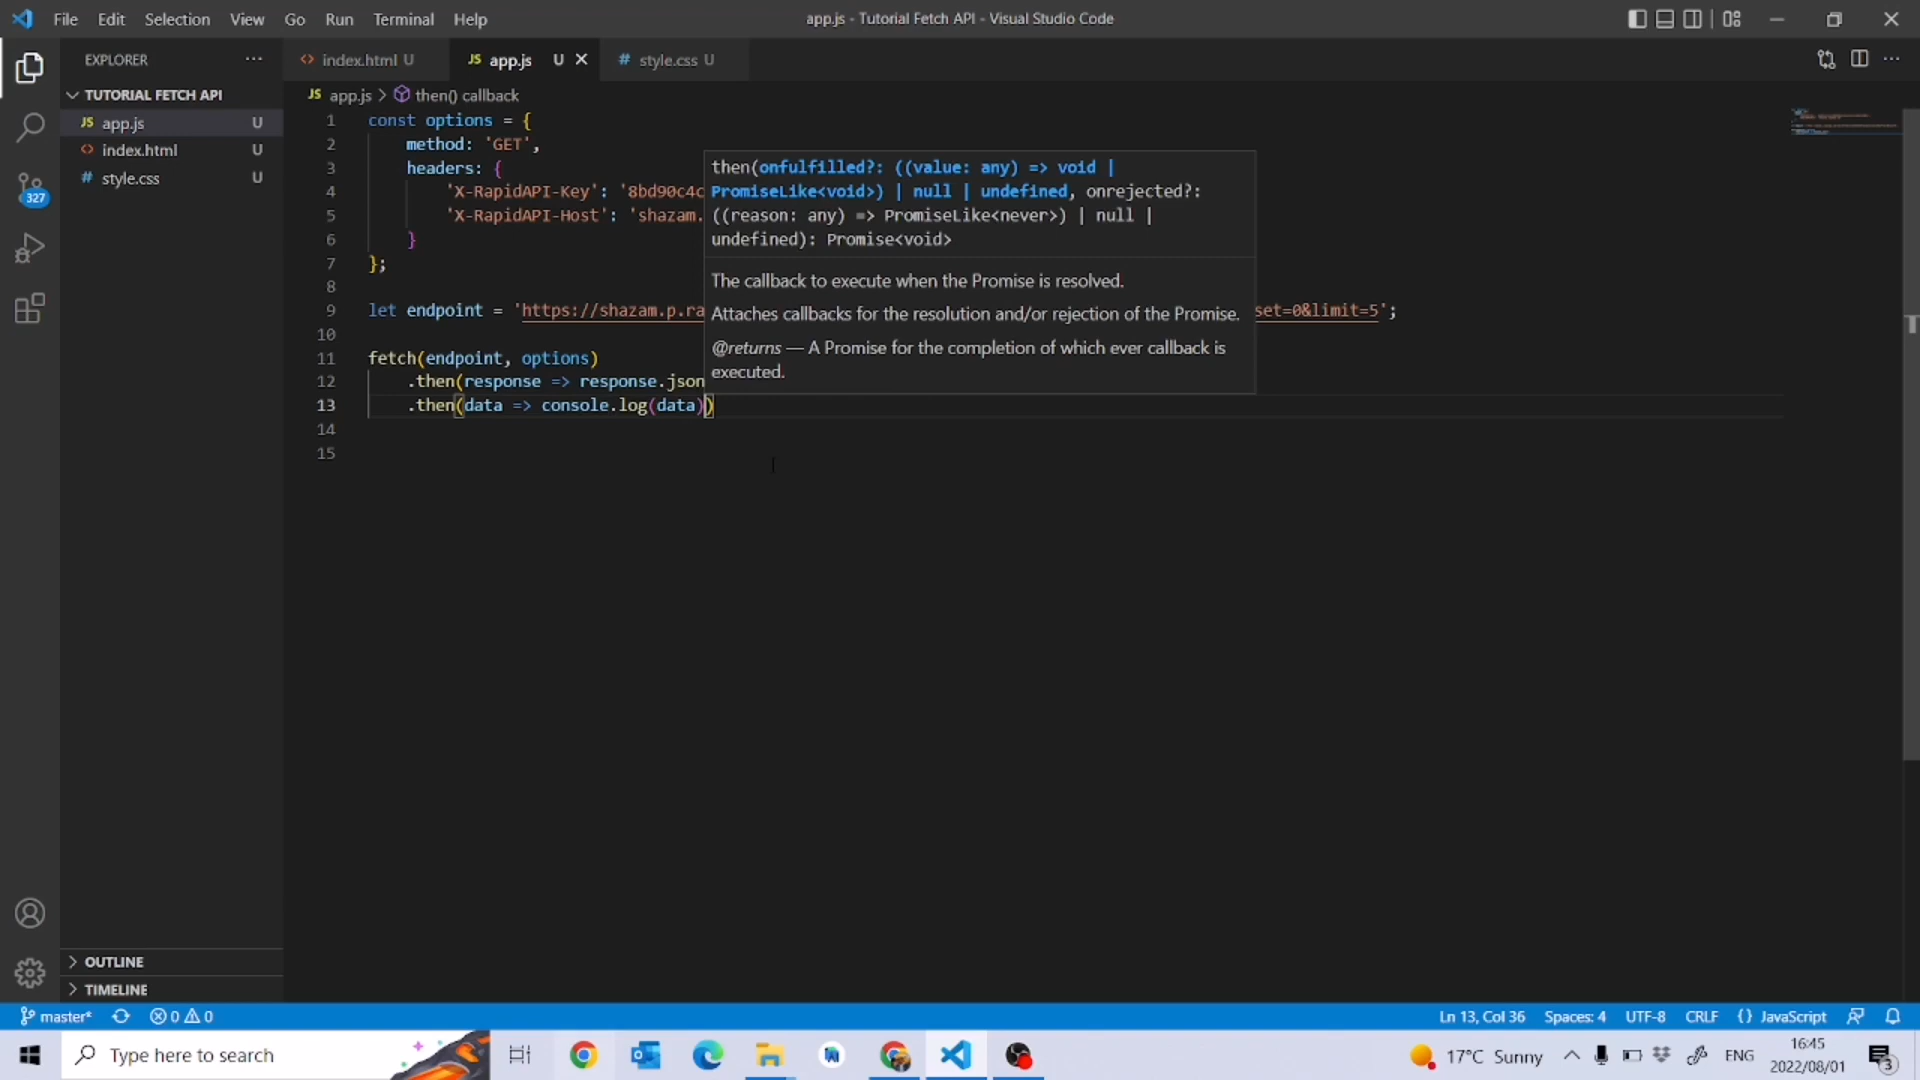 File Edit Selection View Go Run Terminal Help
app.js - Tutorial Fetch API - Visual Studio Code
EXPLORER
index.html U
JS app.js U
# style.css U
TUTORIAL FETCH API
JS app.js U
index.html U
# style.css U
JS app.js > then() callback
1 const options = {
2 method: 'GET',
3 headers: {
4 'X-RapidAPI-Key': '8bd90c4c
5 'X-RapidAPI-Host': 'shazam.
6 }
7 };
8
9 let endpoint = 'https://shazam.p.ra set=0&limit=5';
10
11 fetch(endpoint, options)
12 .then(response => response.json
13 .then(data => console.log(data))
14
15
then(onfulfilled?: ((value: any) => void |
PromiseLike<void>) | null | undefined, onrejected?:
((reason: any) => PromiseLike<never>) | null |
undefined): Promise<void>
The callback to execute when the Promise is resolved.
Attaches callbacks for the resolution and/or rejection of the Promise.
@returns — A Promise for the completion of which ever callback is
executed.
327
OUTLINE
TIMELINE
master* 0 0
Ln 13, Col 36 Spaces: 4 UTF-8 CRLF {} JavaScript
Type here to search
17°C Sunny
ENG
16:45
2022/08/01
3